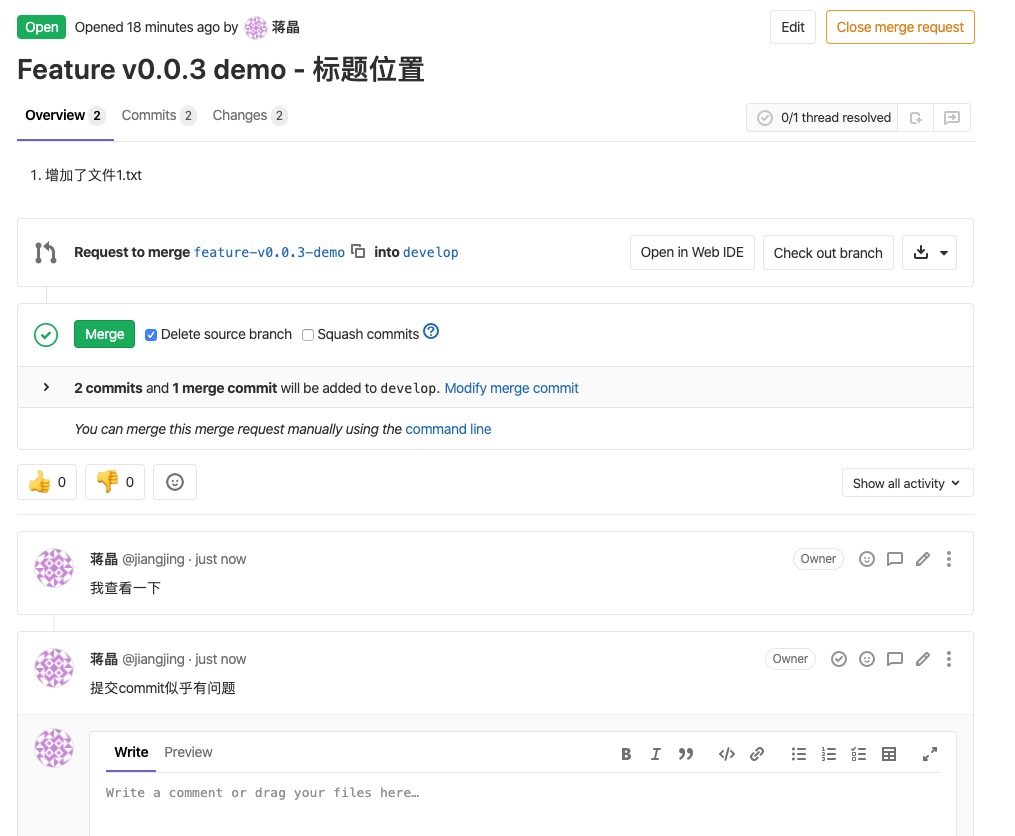 Open Opened 18 minutes ago by 蒋晶 Edit Close merge request
Feature v0.0.3 demo - 标题位置
Overview 2 Commits 2 Changes 2 0/1 thread resolved
1. 增加了文件1.txt
Request to merge feature-v0.0.3-demo into develop Open in Web IDE Check out branch
Merge Delete source branch Squash commits
2 commits and 1 merge commit will be added to develop. Modify merge commit
You can merge this merge request manually using the command line
0 0 Show all activity
蒋晶 @jiangjing · just now Owner
我查看一下
蒋晶 @jiangjing · just now Owner
提交commit似乎有问题
Write Preview
Write a comment or drag your files here…